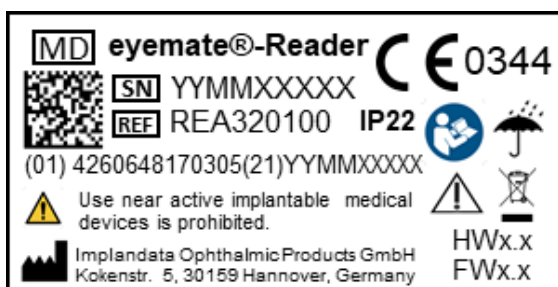 MD eyemate®-Reader
CE 0344
SN YYMMXXXXX
REF REA320100 IP22
(01) 4260648170305(21)YYMMXXXXX
Use near active implantable medical
devices is prohibited.
Implandata Ophthalmic Products GmbH
Kokenstr. 5, 30159 Hannover, Germany
HWx.x
FWx.x